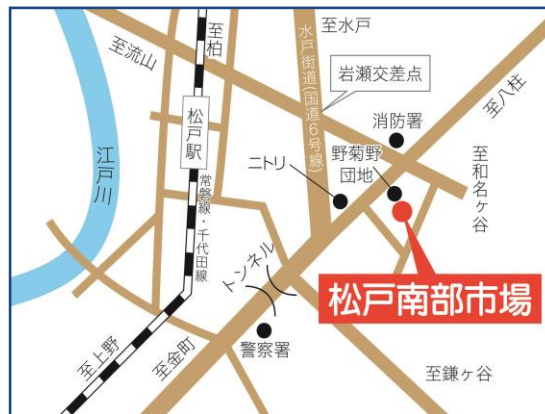 至柏
至水戸
至流山
水戸街道(国道6号線)
岩瀬交差点
至八柱
消防署
松戸駅
江戸川
ニトリ
野菊野
団地
至和名ヶ谷
常磐線・千代田線
トンネル
松戸南部市場
警察署
至上野
至金町
至鎌ヶ谷